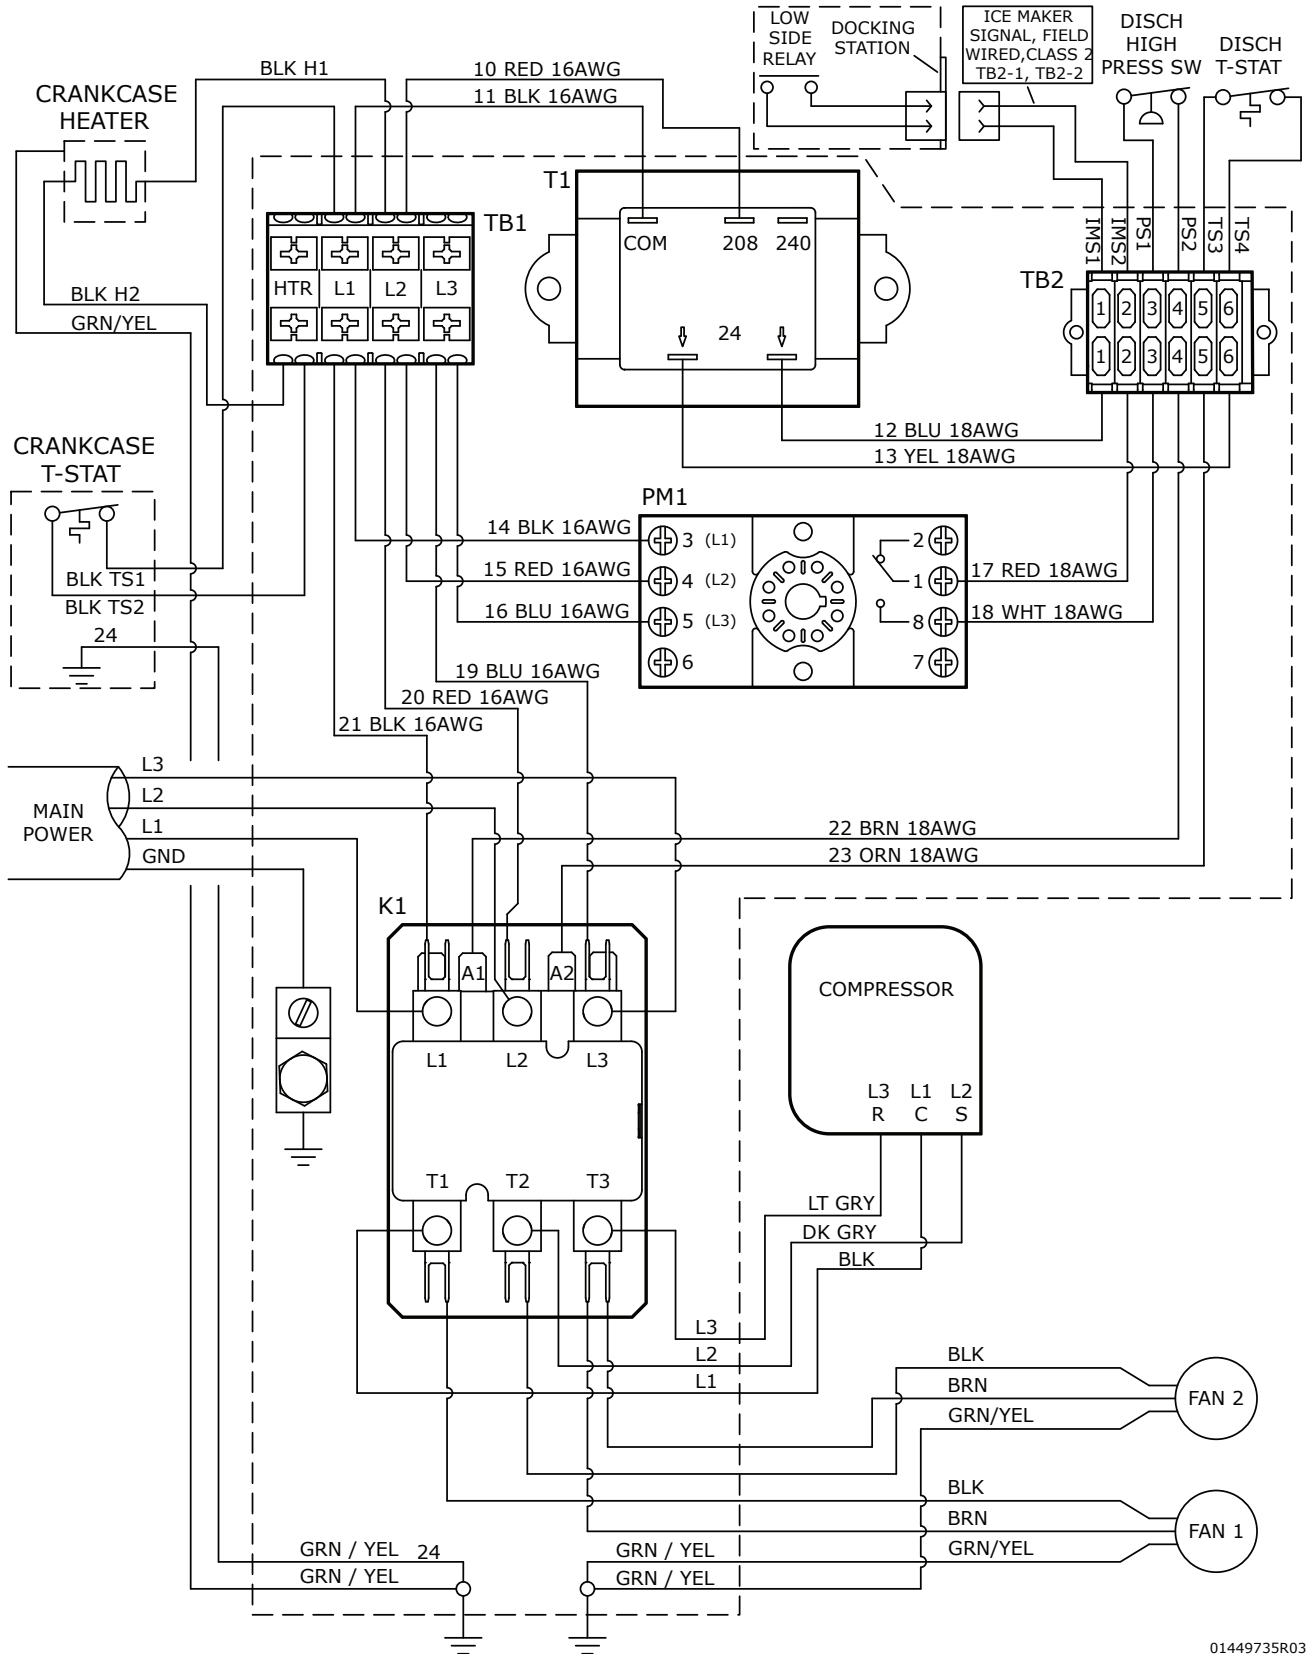 LOW
SIDE
RELAY
DOCKING
STATION
ICE MAKER
SIGNAL, FIELD
WIRED,CLASS 2
TB2-1, TB2-2
DISCH
HIGH
PRESS SW
DISCH
T-STAT
BLK H1
10 RED 16AWG
11 BLK 16AWG
CRANKCASE
HEATER
T1
TB1
COM
208
240
24
IMS1
IMS2
PS1
PS2
TS3
TS4
TB2
HTR
L1
L2
L3
1
2
3
4
5
6
1
2
3
4
5
6
BLK H2
GRN/YEL
12 BLU 18AWG
13 YEL 18AWG
CRANKCASE
T-STAT
BLK TS1
BLK TS2
24
PM1
14 BLK 16AWG
3 (L1)
2
15 RED 16AWG
4 (L2)
1
17 RED 18AWG
16 BLU 16AWG
5 (L3)
8
18 WHT 18AWG
6
7
19 BLU 16AWG
20 RED 16AWG
21 BLK 16AWG
MAIN
POWER
L3
L2
L1
GND
22 BRN 18AWG
23 ORN 18AWG
K1
A1
A2
L1
L2
L3
T1
T2
T3
COMPRESSOR
L3
R
L1
C
L2
S
LT GRY
DK GRY
BLK
L3
L2
L1
BLK
BRN
GRN/YEL
FAN 2
BLK
BRN
GRN/YEL
FAN 1
GRN / YEL 24
GRN / YEL
GRN / YEL
GRN / YEL
01449735R03